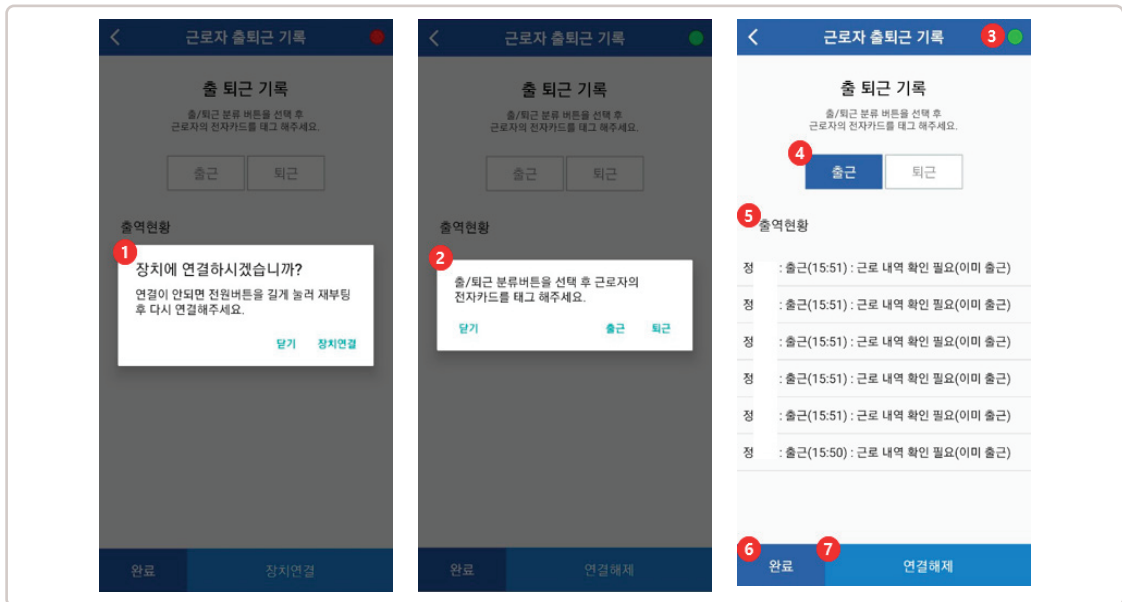 근로자 출퇴근 기록
출 퇴근 기록
출/퇴근 분류 버튼을 선택 후
근로자의 전자카드를 태그 해주세요.
출근 퇴근
출역현황
1
장치에 연결하시겠습니까?
연결이 안되면 전원버튼을 길게 눌러 재부팅
후 다시 연결해주세요.
닫기 장치연결
완료 장치연결
근로자 출퇴근 기록
출 퇴근 기록
출/퇴근 분류 버튼을 선택 후
근로자의 전자카드를 태그 해주세요.
출근 퇴근
출역현황
2
출/퇴근 분류버튼을 선택 후 근로자의
전자카드를 태그 해주세요.
닫기 출근 퇴근
완료 연결해제
근로자 출퇴근 기록 3
출 퇴근 기록
출/퇴근 분류 버튼을 선택 후
근로자의 전자카드를 태그 해주세요.
4
출근 퇴근
5
출역현황
정 : 출근(15:51) : 근로 내역 확인 필요(이미 출근)
정 : 출근(15:51) : 근로 내역 확인 필요(이미 출근)
정 : 출근(15:51) : 근로 내역 확인 필요(이미 출근)
정 : 출근(15:51) : 근로 내역 확인 필요(이미 출근)
정 : 출근(15:51) : 근로 내역 확인 필요(이미 출근)
정 : 출근(15:50) : 근로 내역 확인 필요(이미 출근)
6 7
완료 연결해제